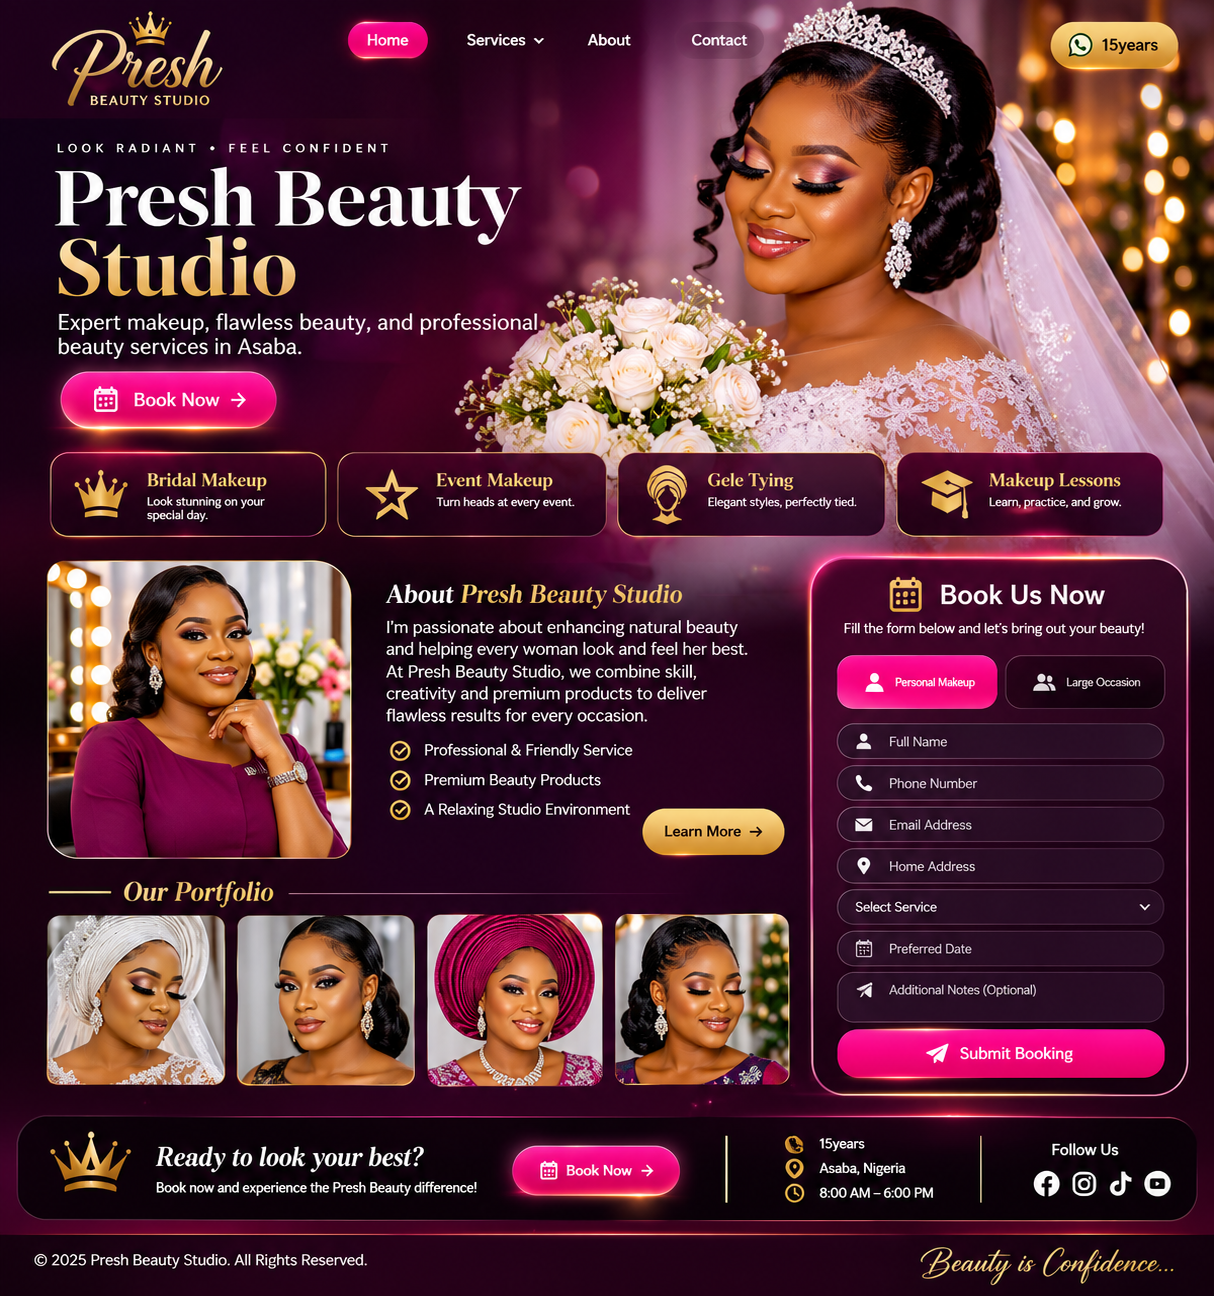 Presh
BEAUTY STUDIO
Home
Services
About
Contact
15years
LOOK RADIANT • FEEL CONFIDENT
Presh Beauty
Studio
Expert makeup, flawless beauty, and professional
beauty services in Asaba.
Book Now →
Bridal Makeup
Look stunning on your
special day.
Event Makeup
Turn heads at every event.
Gele Tying
Elegant styles, perfectly tied.
Makeup Lessons
Learn, practice, and grow.
About Presh Beauty Studio
I'm passionate about enhancing natural beauty
and helping every woman look and feel her best.
At Presh Beauty Studio, we combine skill,
creativity and premium products to deliver
flawless results for every occasion.
Professional & Friendly Service
Premium Beauty Products
A Relaxing Studio Environment
Learn More →
Our Portfolio
Book Us Now
Fill the form below and let's bring out your beauty!
Personal Makeup
Large Occasion
Full Name
Phone Number
Email Address
Home Address
Select Service
Preferred Date
Additional Notes (Optional)
Submit Booking
Ready to look your best?
Book now and experience the Presh Beauty difference!
Book Now →
15years
Asaba, Nigeria
8:00 AM – 6:00 PM
Follow Us
© 2025 Presh Beauty Studio. All Rights Reserved.
Beauty is Confidence...